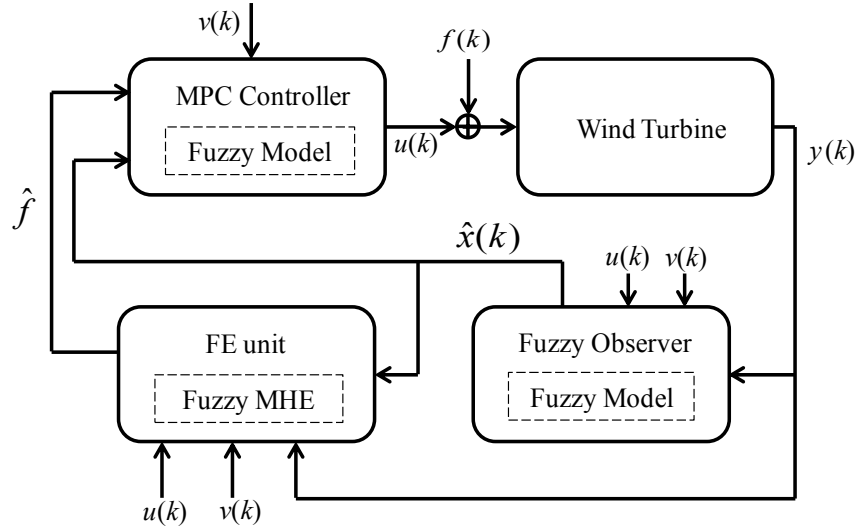 v(k)
f(k)
MPC Controller
Fuzzy Model
u(k)
Wind Turbine
y(k)
f̂
x̂(k)
u(k) v(k)
FE unit
Fuzzy MHE
Fuzzy Observer
Fuzzy Model
u(k) v(k)